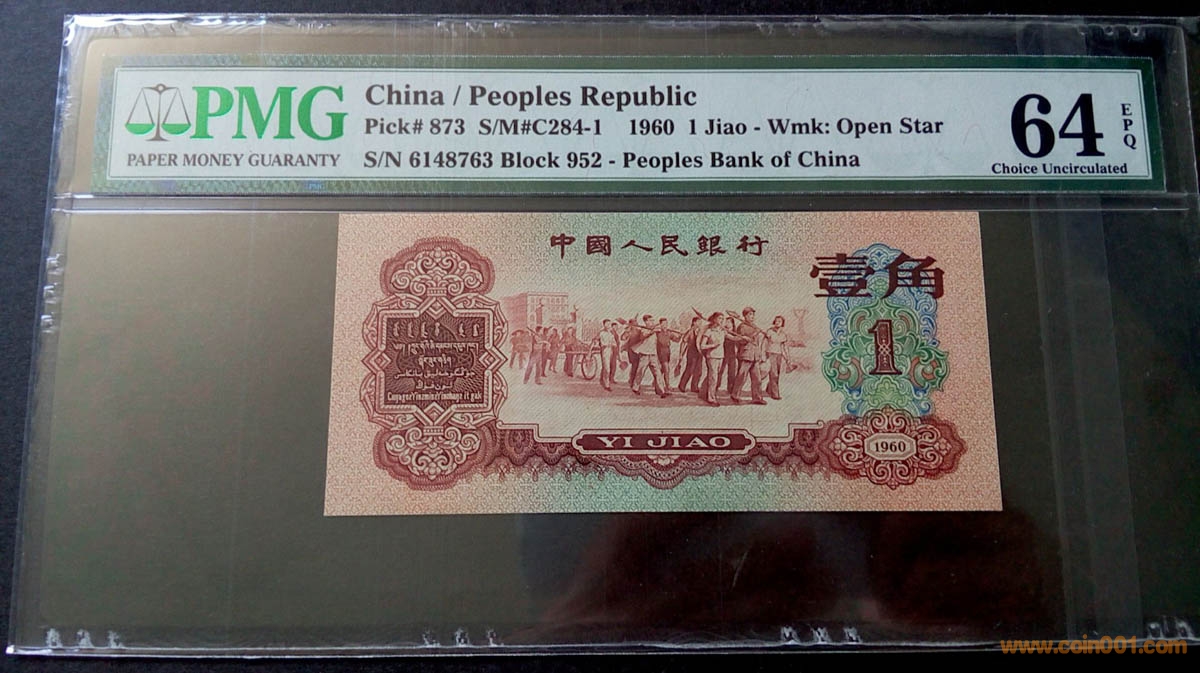 PMG
PAPER MONEY GUARANTY
China / Peoples Republic
Pick# 873 S/M#C284-1 1960 1 Jiao - Wmk: Open Star
S/N 6148763 Block 952 - Peoples Bank of China
64
EPQ
Choice Uncirculated
中國人民銀行
壹角
1
YI JIAO
1960
www.coin001.com